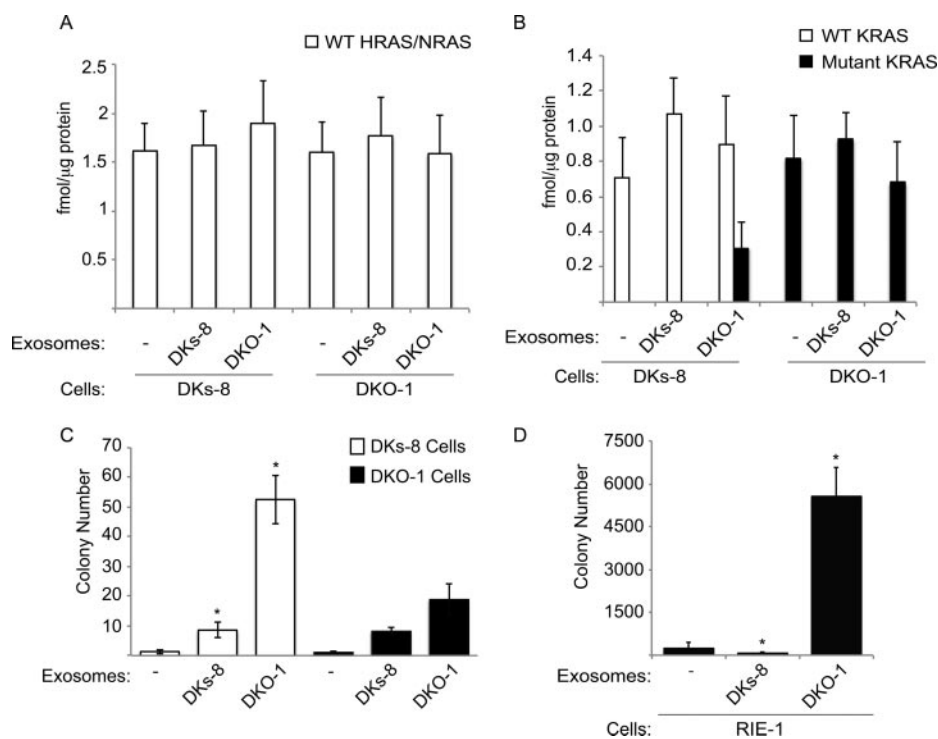 A
WT HRAS/NRAS
fmol/µg protein
2.5
2
1.5
1
0.5
Exosomes:
-
DKs-8
DKO-1
-
DKs-8
DKO-1
Cells:
DKs-8
DKO-1
B
WT KRAS
Mutant KRAS
fmol/µg protein
1.4
1.2
1.0
0.8
0.6
0.4
0.2
Exosomes:
-
DKs-8
DKO-1
-
DKs-8
DKO-1
Cells:
DKs-8
DKO-1
C
DKs-8 Cells
DKO-1 Cells
Colony Number
70
60
50
40
30
20
10
0
*
*
Exosomes:
-
DKs-8
DKO-1
-
DKs-8
DKO-1
D
Colony Number
7500
6000
4500
3000
1500
*
*
Exosomes:
-
DKs-8
DKO-1
Cells:
RIE-1